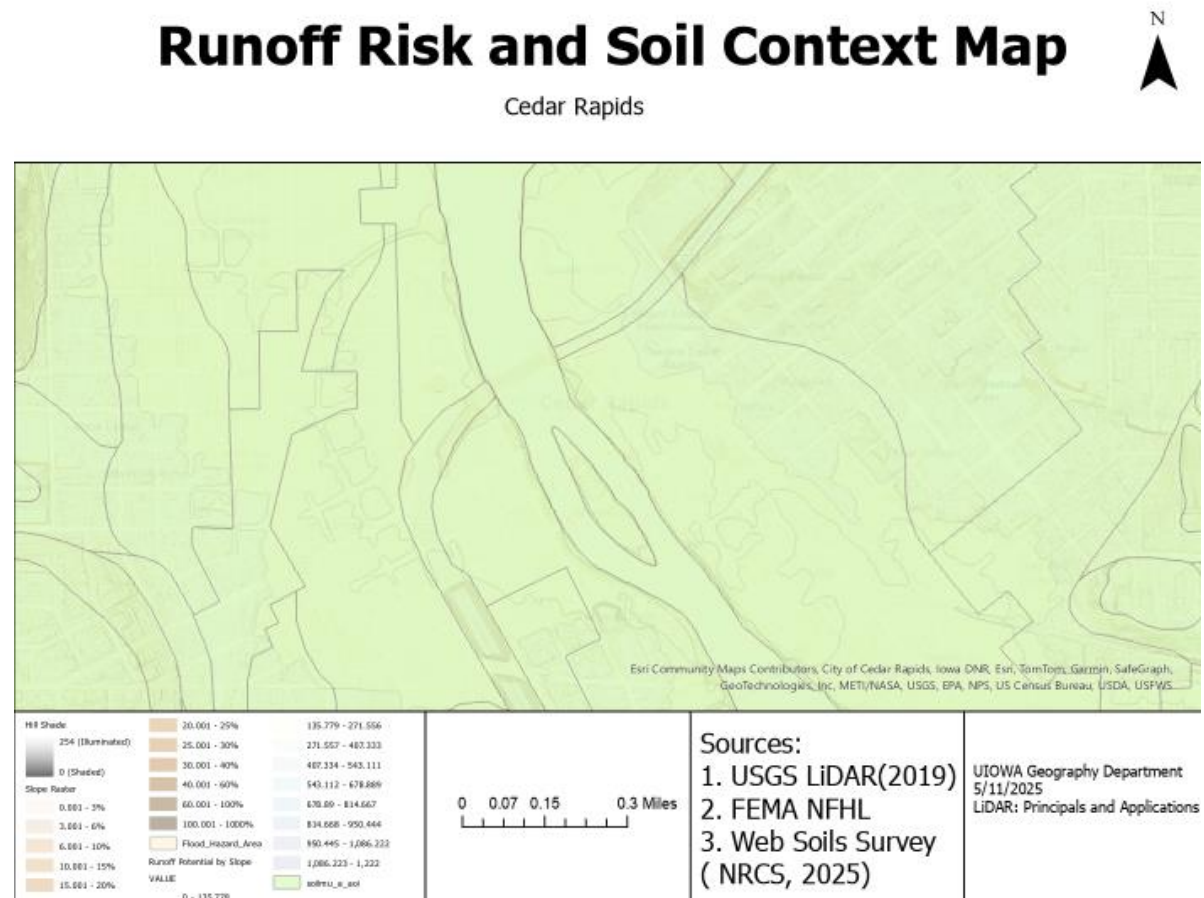 Runoff Risk and Soil Context Map
N
Cedar Rapids
Cedar Rapids
Esri Community Maps Contributors, City of Cedar Rapids, Iowa DNR, Esri, TomTom, Garmin, SafeGraph,
GeoTechnologies, Inc, METI/NASA, USGS, EPA, NPS, US Census Bureau, USDA, USFWS
Hill Shade
254 (Illuminated)
0 (Shaded)
Slope Raster
0.001 - 3%
3.001 - 6%
6.001 - 10%
10.001 - 15%
15.001 - 20%
20.001 - 25%
25.001 - 30%
30.001 - 40%
40.001 - 60%
60.001 - 100%
100.001 - 1000%
Flood_Hazard_Area
Runoff Potential by Slope
VALUE
0 - 135.778
135.779 - 271.556
271.557 - 407.333
407.334 - 543.111
543.112 - 678.889
678.89 - 814.667
814.668 - 950.444
950.445 - 1,086.222
1,086.223 - 1,222
soilmu_a_aoi
0 0.07 0.15 0.3 Miles
Sources:
1. USGS LiDAR(2019)
2. FEMA NFHL
3. Web Soils Survey
( NRCS, 2025)
UIOWA Geography Department
5/11/2025
LiDAR: Principals and Applications